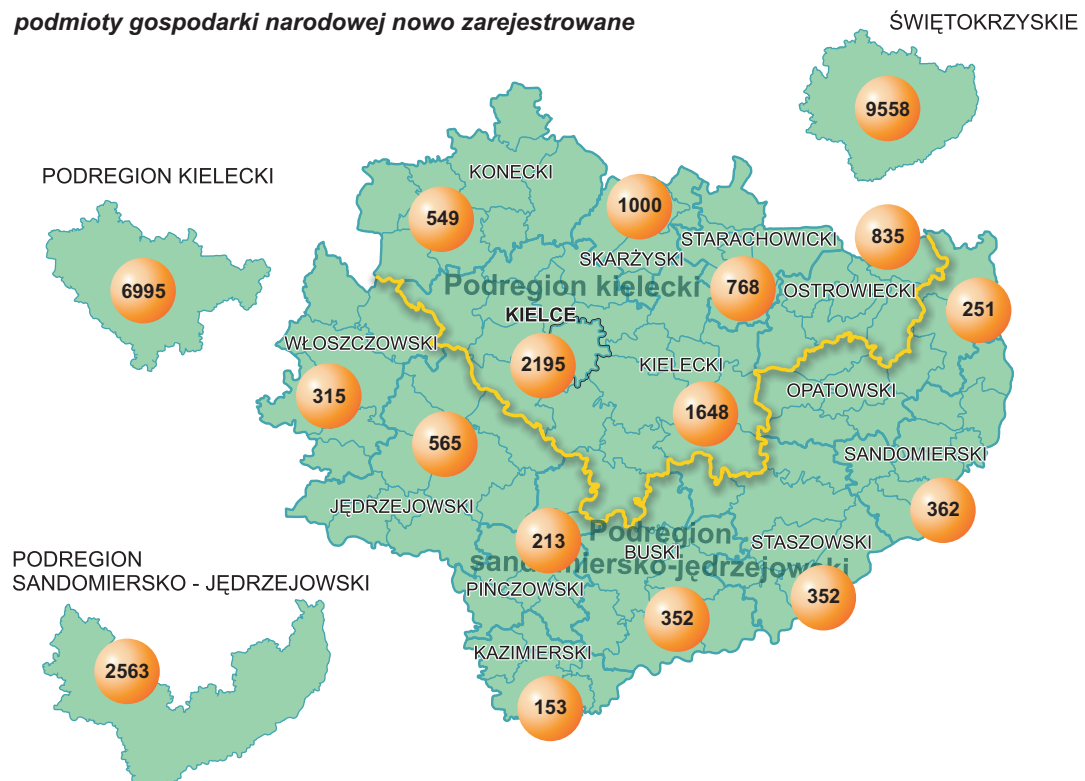 podmioty gospodarki narodowej nowo zarejestrowane
ŚWIĘTOKRZYSKIE
9558
PODREGION KIELECKI
6995
KONECKI
549
1000
SKARŻYSKI
STARACHOWICKI
835
768
OSTROWIECKI
251
Podregion kielecki
KIELCE
2195
WŁOSZCZOWSKI
315
KIELECKI
1648
OPATOWSKI
565
JĘDRZEJOWSKI
SANDOMIERSKI
362
213
PIŃCZOWSKI
Podregion
sandomiersko-jędrzejowski
BUSKI
352
STASZOWSKI
352
KAZIMIERSKI
153
PODREGION
SANDOMIERSKO - JĘDRZEJOWSKI
2563